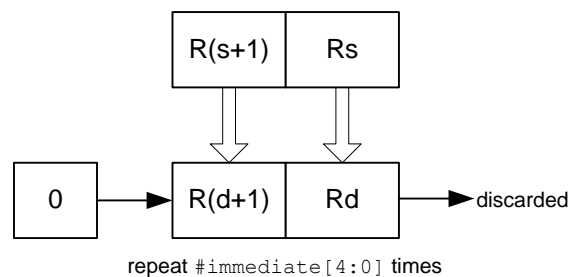 R(s+1) Rs
0 R(d+1) Rd discarded
repeat #immediate[4:0] times